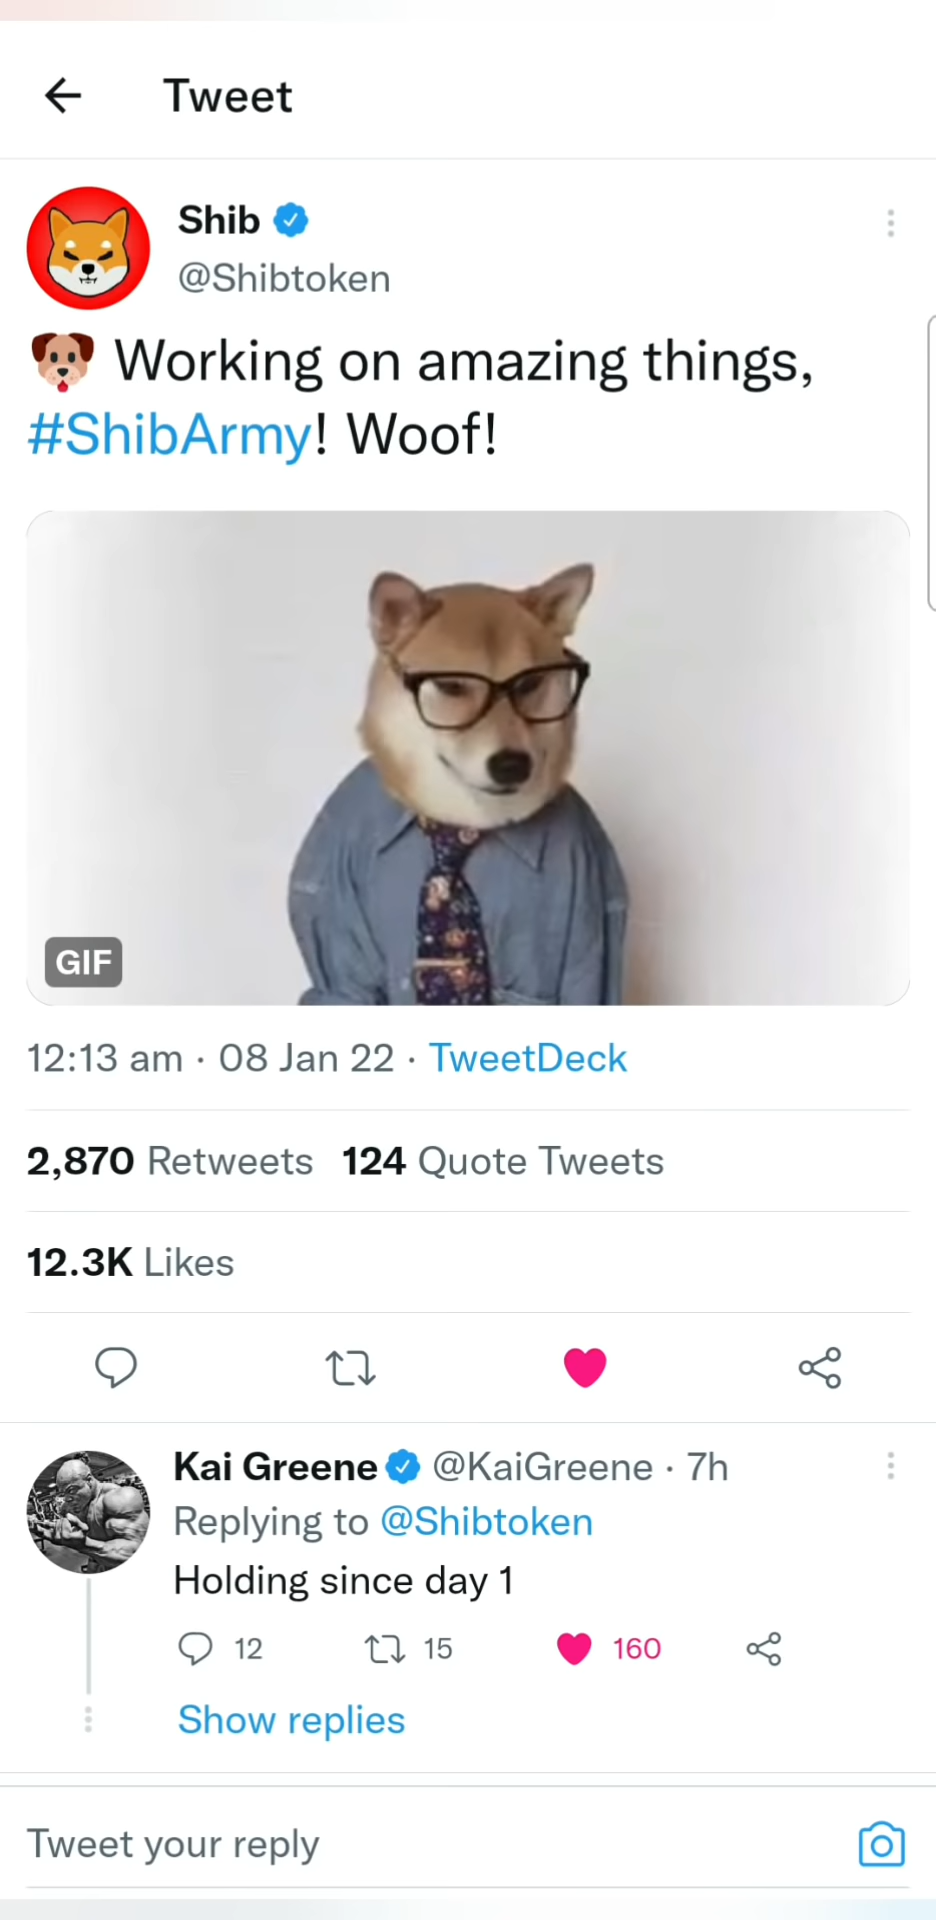 Tweet
Shib
@Shibtoken
🐶 Working on amazing things,
#ShibArmy! Woof!
GIF
12:13 am · 08 Jan 22 · TweetDeck
2,870 Retweets 124 Quote Tweets
12.3K Likes
Kai Greene @KaiGreene · 7h
Replying to @Shibtoken
Holding since day 1
12 15 160
Show replies
Tweet your reply